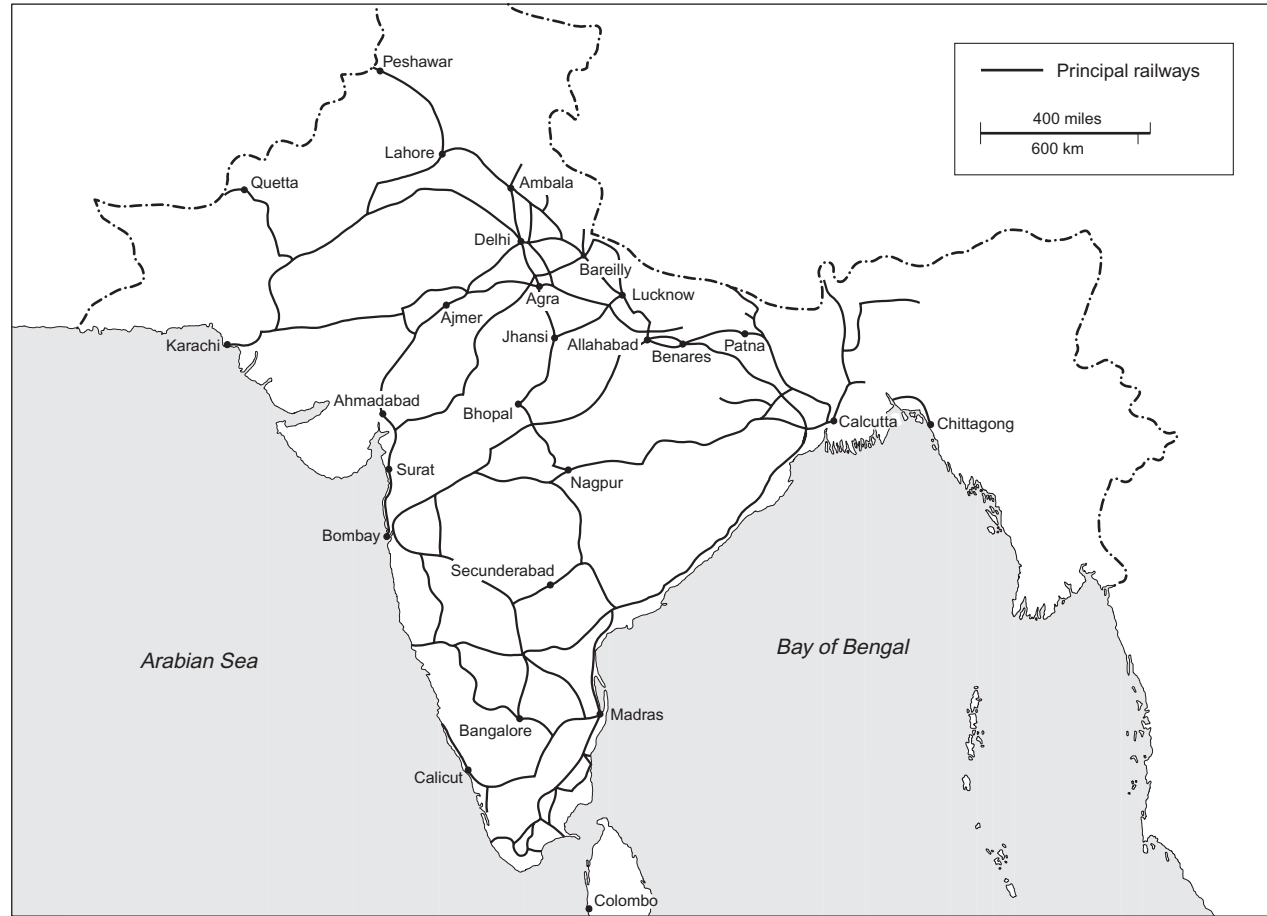 Peshawar
Principal railways
400 miles
600 km
Lahore
Quetta
Ambala
Delhi
Bareilly
Agra
Lucknow
Ajmer
Karachi
Jhansi
Allahabad
Benares
Patna
Ahmadabad
Bhopal
Calcutta
Chittagong
Surat
Nagpur
Bombay
Secunderabad
Arabian Sea
Bay of Bengal
Madras
Bangalore
Calicut
Colombo